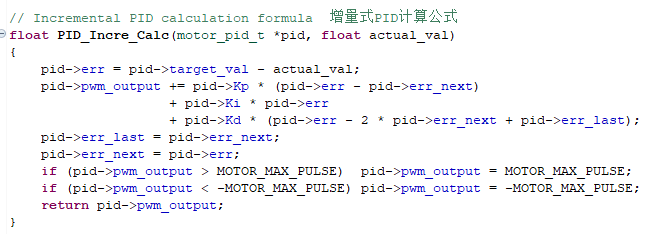 // Incremental PID calculation formula  增量式PID计算公式
float PID_Incre_Calc(motor_pid_t *pid, float actual_val)
{
    pid->err = pid->target_val - actual_val;
    pid->pwm_output += pid->Kp * (pid->err - pid->err_next)
                    + pid->Ki * pid->err
                    + pid->Kd * (pid->err - 2 * pid->err_next + pid->err_last);
    pid->err_last = pid->err_next;
    pid->err_next = pid->err;
    if (pid->pwm_output > MOTOR_MAX_PULSE)  pid->pwm_output = MOTOR_MAX_PULSE;
    if (pid->pwm_output < -MOTOR_MAX_PULSE) pid->pwm_output = -MOTOR_MAX_PULSE;
    return pid->pwm_output;
}